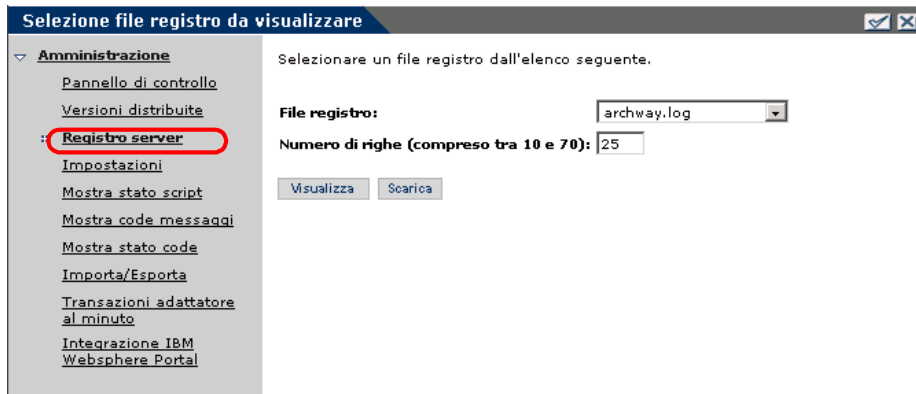 Selezione file registro da visualizzare
Amministrazione
Pannello di controllo
Versioni distribuite
Registro server
Impostazioni
Mostra stato script
Mostra code messaggi
Mostra stato code
Importa/Esporta
Transazioni adattatore
al minuto
Integrazione IBM
Websphere Portal
Selezionare un file registro dall'elenco seguente.
File registro: archway.log
Numero di righe (compreso tra 10 e 70): 25
Visualizza Scarica